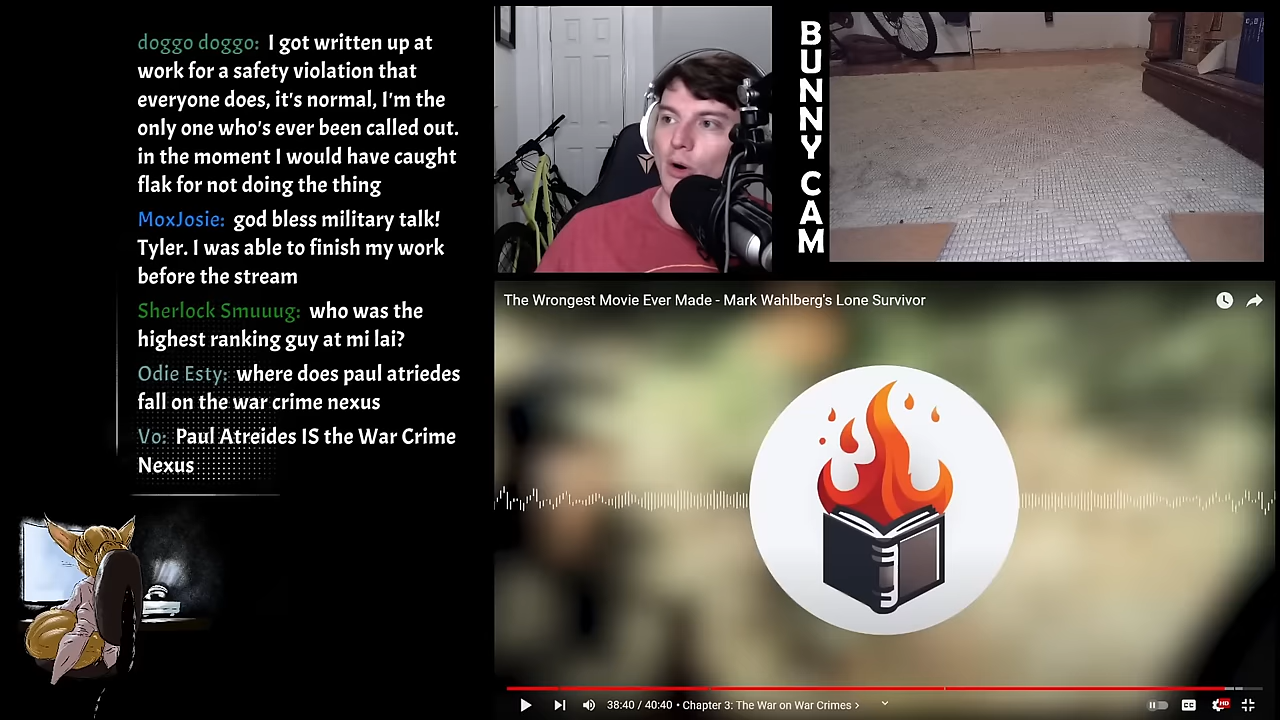 doggo doggo: I got written up at
work for a safety violation that
everyone does, it's normal, I'm the
only one who's ever been called out.
in the moment I would have caught
flak for not doing the thing
MoxJosie: god bless military talk!
Tyler. I was able to finish my work
before the stream
Sherlock Smuuug: who was the
highest ranking guy at mi lai?
Odie Esty: where does paul atriedes
fall on the war crime nexus
Vo: Paul Atreides IS the War Crime
Nexus
BUNNY CAM
The Wrongest Movie Ever Made - Mark Wahlberg's Lone Survivor
38:40 / 40:40 • Chapter 3: The War on War Crimes ›
CC
HD